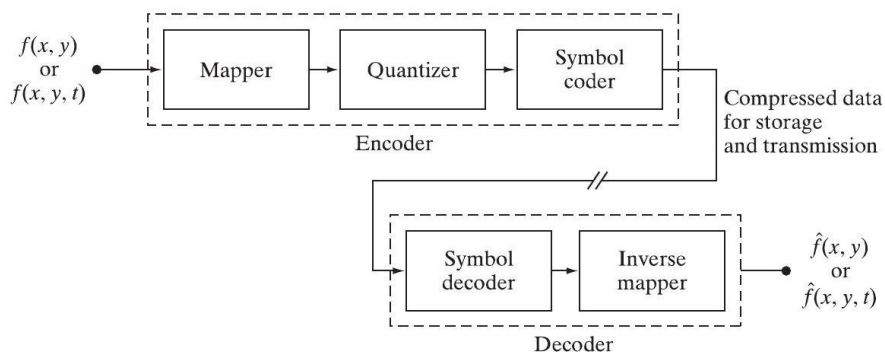 f(x, y)
or
f(x, y, t)
Mapper
Quantizer
Symbol
coder
Encoder
Compressed data
for storage
and transmission
Symbol
decoder
Inverse
mapper
Decoder
f̂(x, y)
or
f̂(x, y, t)